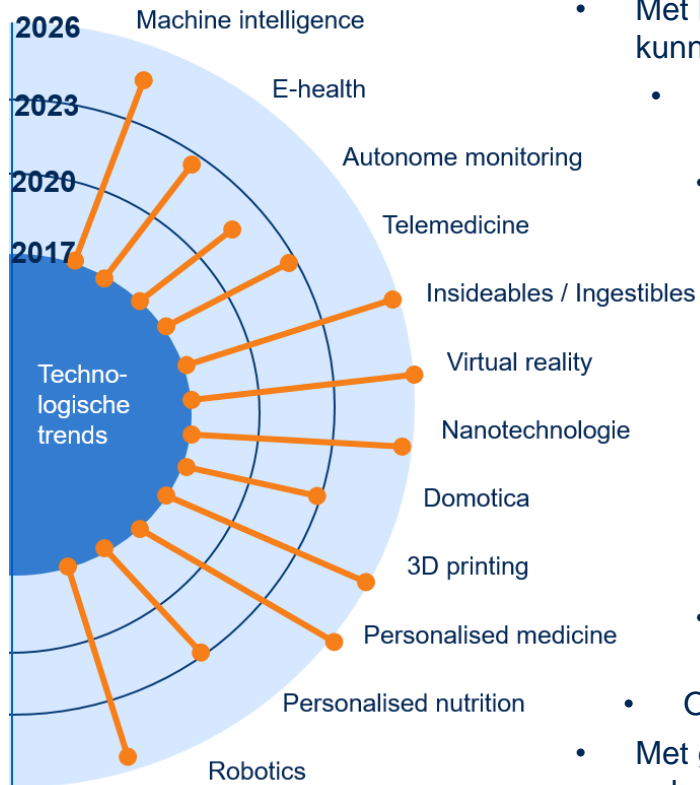 2026
Machine intelligence
E-health
2023
Autonome monitoring
2020
Telemedicine
2017
Insideables / Ingestibles
Virtual reality
Techno-
logische
trends
Nanotechnologie
Domotica
3D printing
Personalised medicine
Personalised nutrition
Robotics
• Met
•
•
•
•
• Met